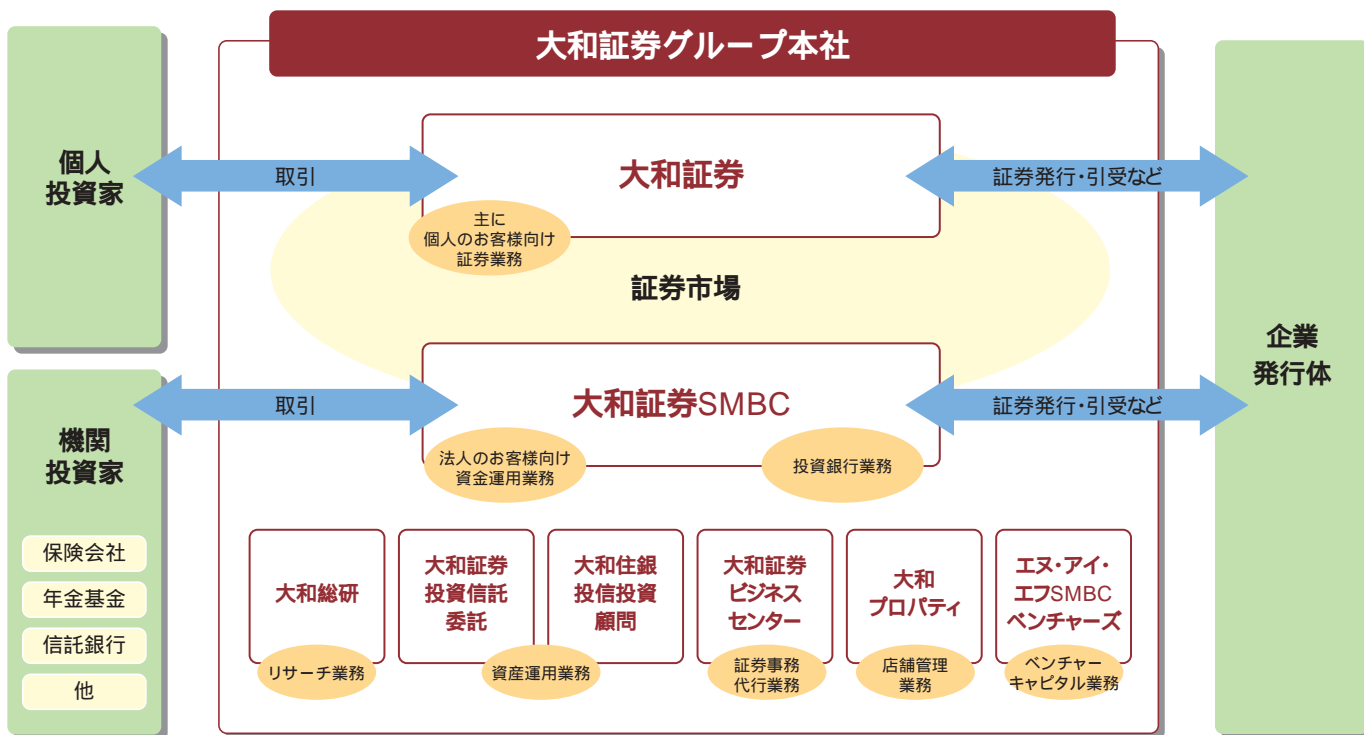 大和証券グループ本社
個人
投資家
取引
大和証券
証券発行・引受など
主に
個人のお客様向け
証券業務
証券市場
企業
発行体
機関
投資家
取引
大和証券SMBC
証券発行・引受など
法人のお客様向け
資金運用業務
投資銀行業務
保険会社
年金基金
信託銀行
他
大和総研
リサーチ業務
大和証券
投資信託
委託
大和住銀
投信投資
顧問
資産運用業務
大和証券
ビジネス
センター
証券事務
代行業務
大和
プロパティ
店舗管理
業務
エヌ・アイ・
エフSMBC
ベンチャーズ
ベンチャー
キャピタル業務